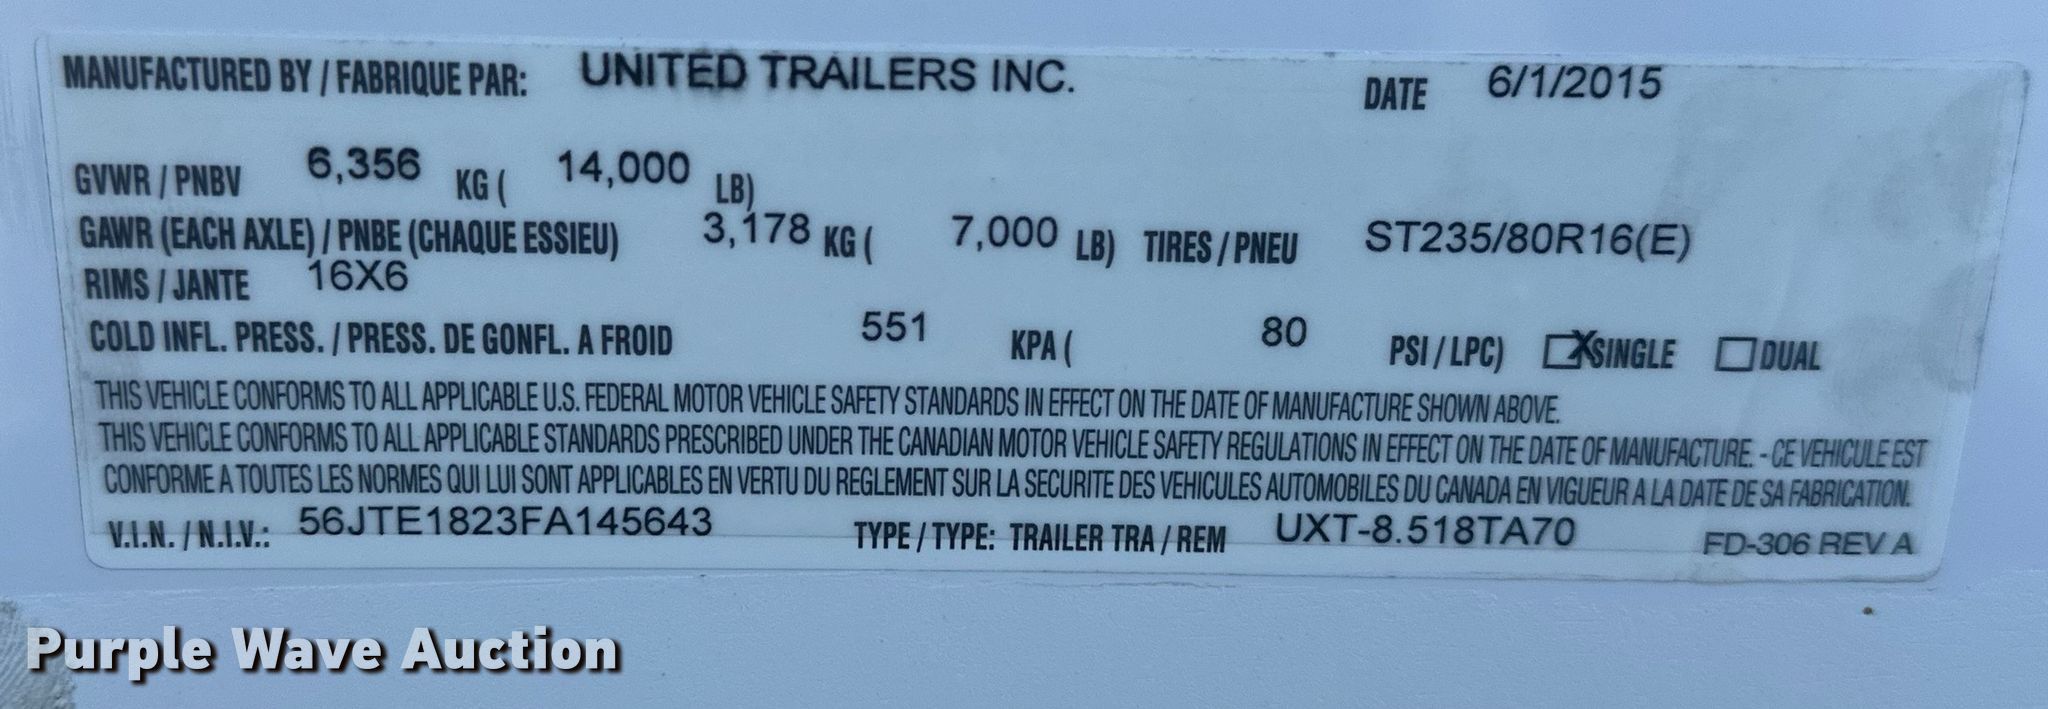 MANUFACTURED BY / FABRIQUE PAR: UNITED TRAILERS INC. DATE 6/1/2015
GVWR / PNBV 6,356 KG ( 14,000 LB)
GAWR (EACH AXLE) / PNBE (CHAQUE ESSIEU) 3,178 KG ( 7,000 LB) TIRES / PNEU ST235/80R16(E)
RIMS / JANTE 16X6
COLD INFL. PRESS. / PRESS. DE GONFL. A FROID 551 KPA ( 80 PSI / LPC) X SINGLE DUAL
THIS VEHICLE CONFORMS TO ALL APPLICABLE U.S. FEDERAL MOTOR VEHICLE SAFETY STANDARDS IN EFFECT ON THE DATE OF MANUFACTURE SHOWN ABOVE.
THIS VEHICLE CONFORMS TO ALL APPLICABLE STANDARDS PRESCRIBED UNDER THE CANADIAN MOTOR VEHICLE SAFETY REGULATIONS IN EFFECT ON THE DATE OF MANUFACTURE. - CE VEHICULE EST
CONFORME A TOUTES LES NORMES QUI LUI SONT APPLICABLES EN VERTU DU REGLEMENT SUR LA SECURITE DES VEHICULES AUTOMOBILES DU CANADA EN VIGUEUR A LA DATE DE SA FABRICATION.
V.I.N. / N.I.V.: 56JTE1823FA145643 TYPE / TYPE: TRAILER TRA / REM UXT-8.518TA70 FD-306 REV A
Purple Wave Auction